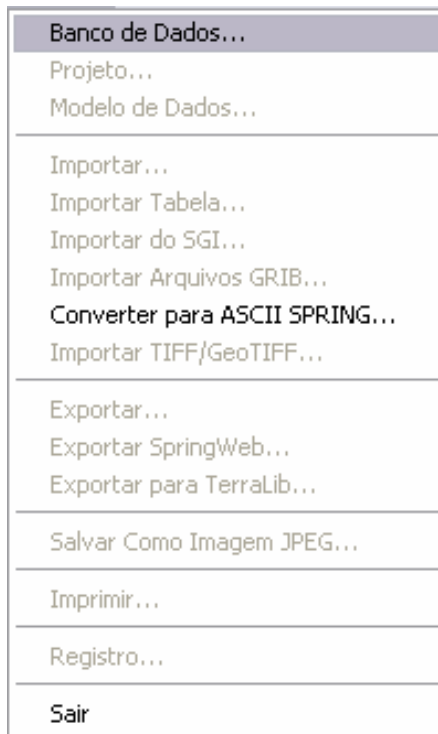 Banco de Dados...
Projeto...
Modelo de Dados...
Importar...
Importar Tabela...
Importar do SGI...
Importar Arquivos GRIB...
Converter para ASCII SPRING...
Importar TIFF/GeoTIFF...
Exportar...
Exportar SpringWeb...
Exportar para TerraLib...
Salvar Como Imagem JPEG...
Imprimir...
Registro...
Sair